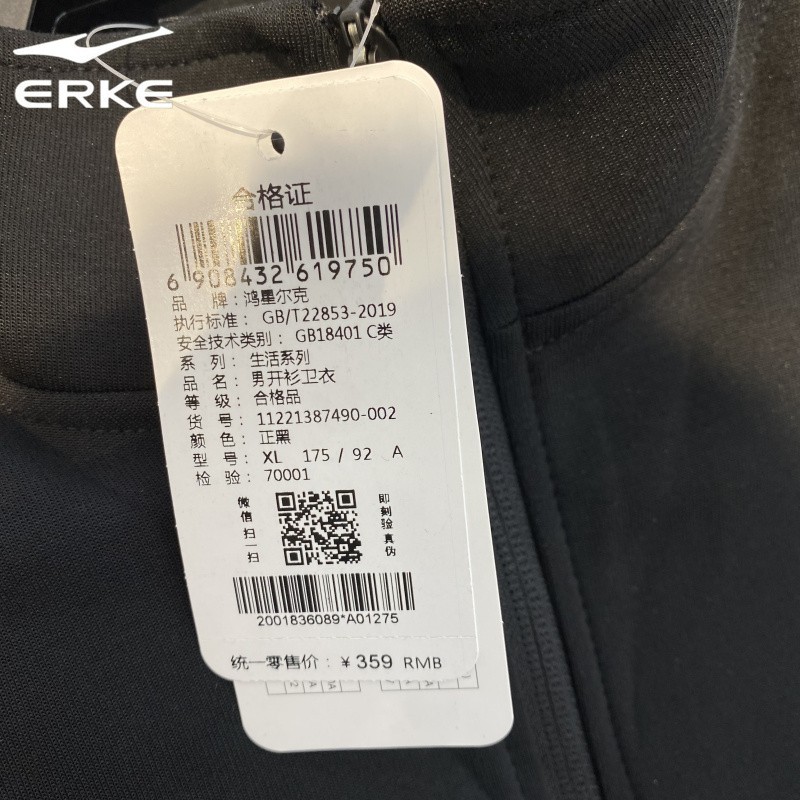 ERKE
合格证
6 908432 619750
品 牌：鸿星尔克
执行标准： GB/T22853-2019
安全技术类别： GB18401 C类
系 列： 生活系列
品 名： 男开衫卫衣
等 级： 合格品
货 号： 11221387490-002
颜 色： 正黑
型 号： XL 175 / 92 A
检 验： 70001
微信扫一扫
即刻验真伪
2001836089*A01275
统一零售价：￥359 RMB